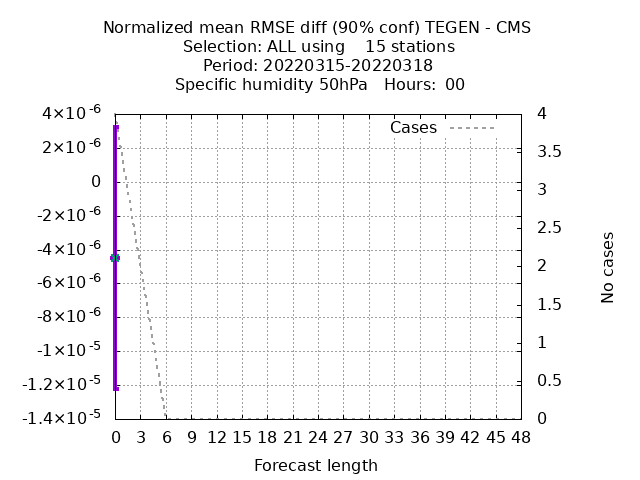 Normalized mean RMSE diff (90% conf) TEGEN - CMS
Selection: ALL using    15 stations
Period: 20220315-20220318
Specific humidity 50hPa   Hours:  00
Cases
4×10^-6
2×10^-6
0
-2×10^-6
-4×10^-6
-6×10^-6
-8×10^-6
-1×10^-5
-1.2×10^-5
-1.4×10^-5
4
3.5
3
2.5
2
1.5
1
0.5
0
No cases
0 3 6 9 12 15 18 21 24 27 30 33 36 39 42 45 48
Forecast length